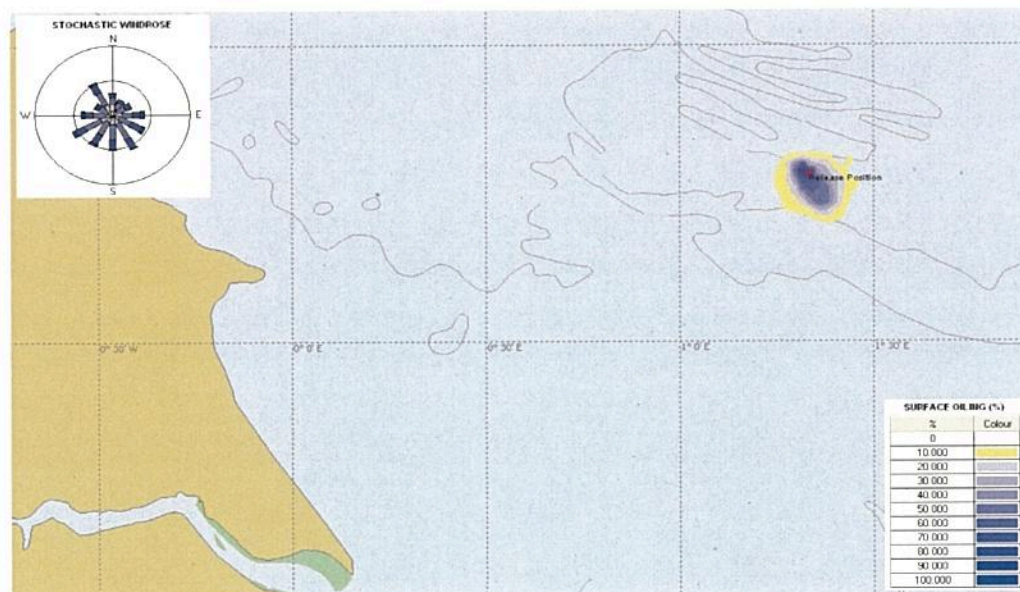 STOCHASTIC WINDROSE
N
W
E
S
Release Position
0° 30' W
0° 0' E
0° 30' E
1° 0' E
1° 30' E
SURFACE OILING (%)
% Colour
0
10.000
20.000
30.000
40.000
50.000
60.000
70.000
80.000
90.000
100.000